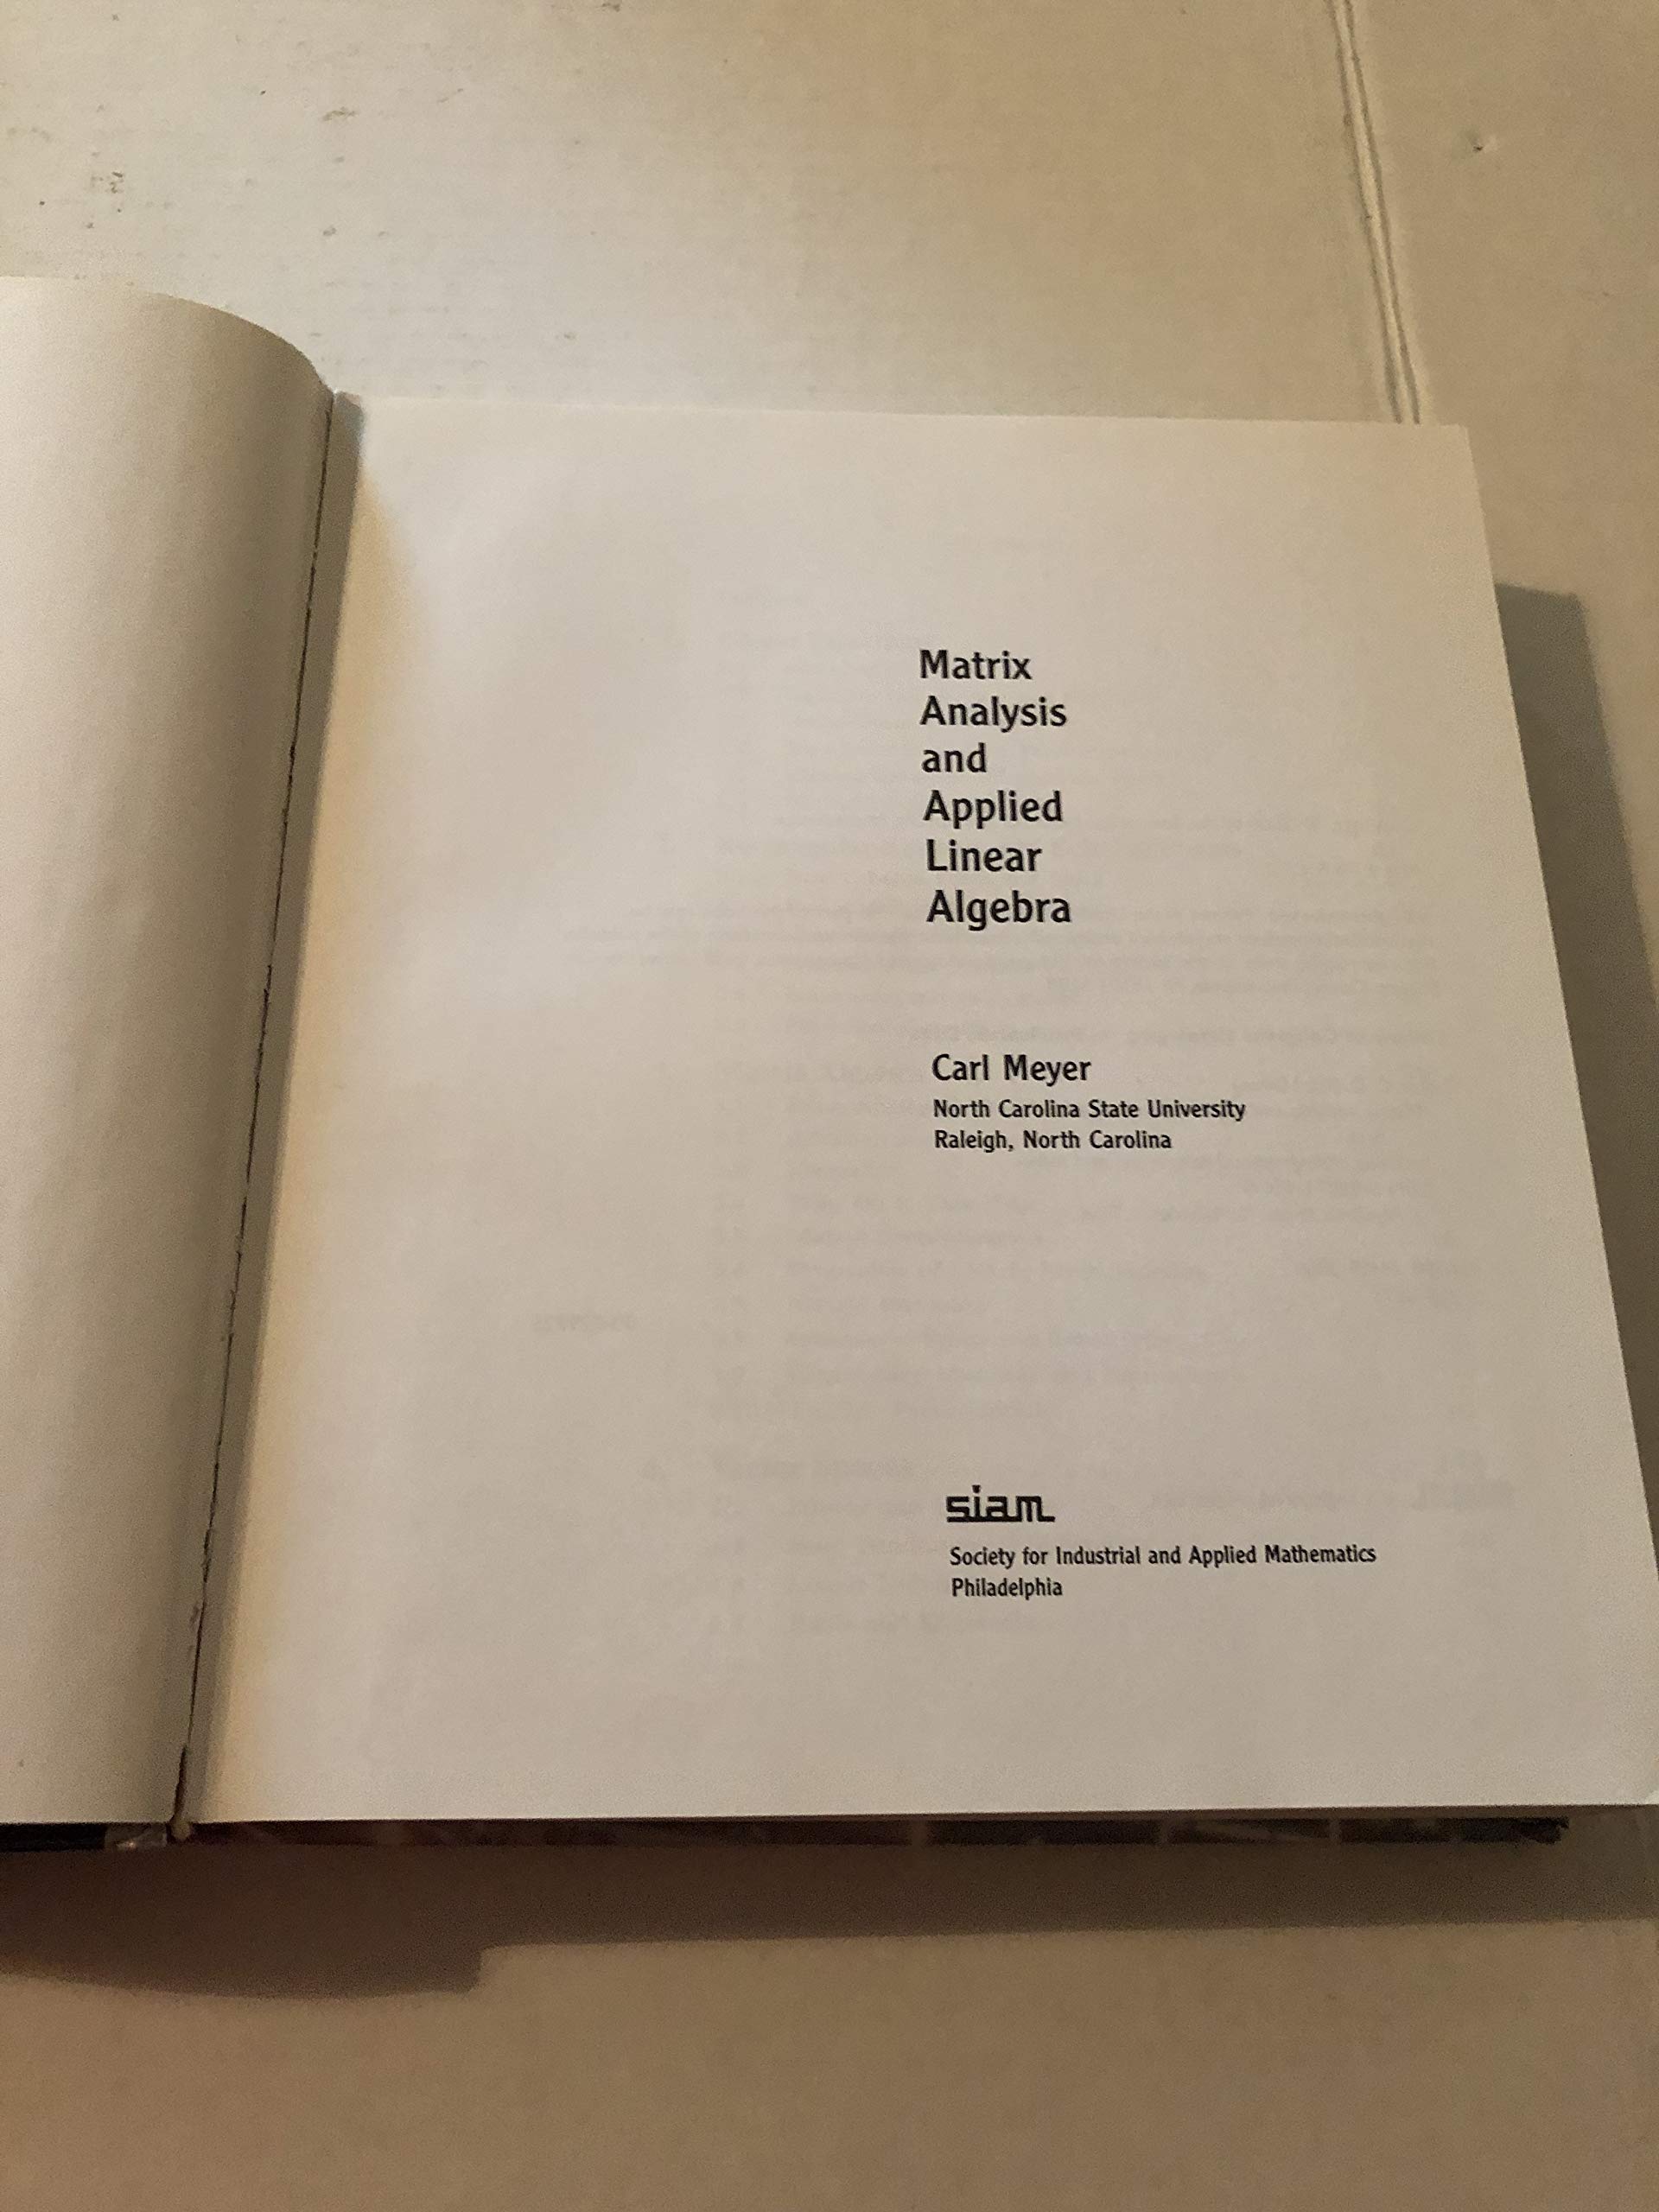 Matrix
Analysis
and
Applied
Linear
Algebra
Carl Meyer
North Carolina State University
Raleigh, North Carolina
siam
Society for Industrial and Applied Mathematics
Philadelphia